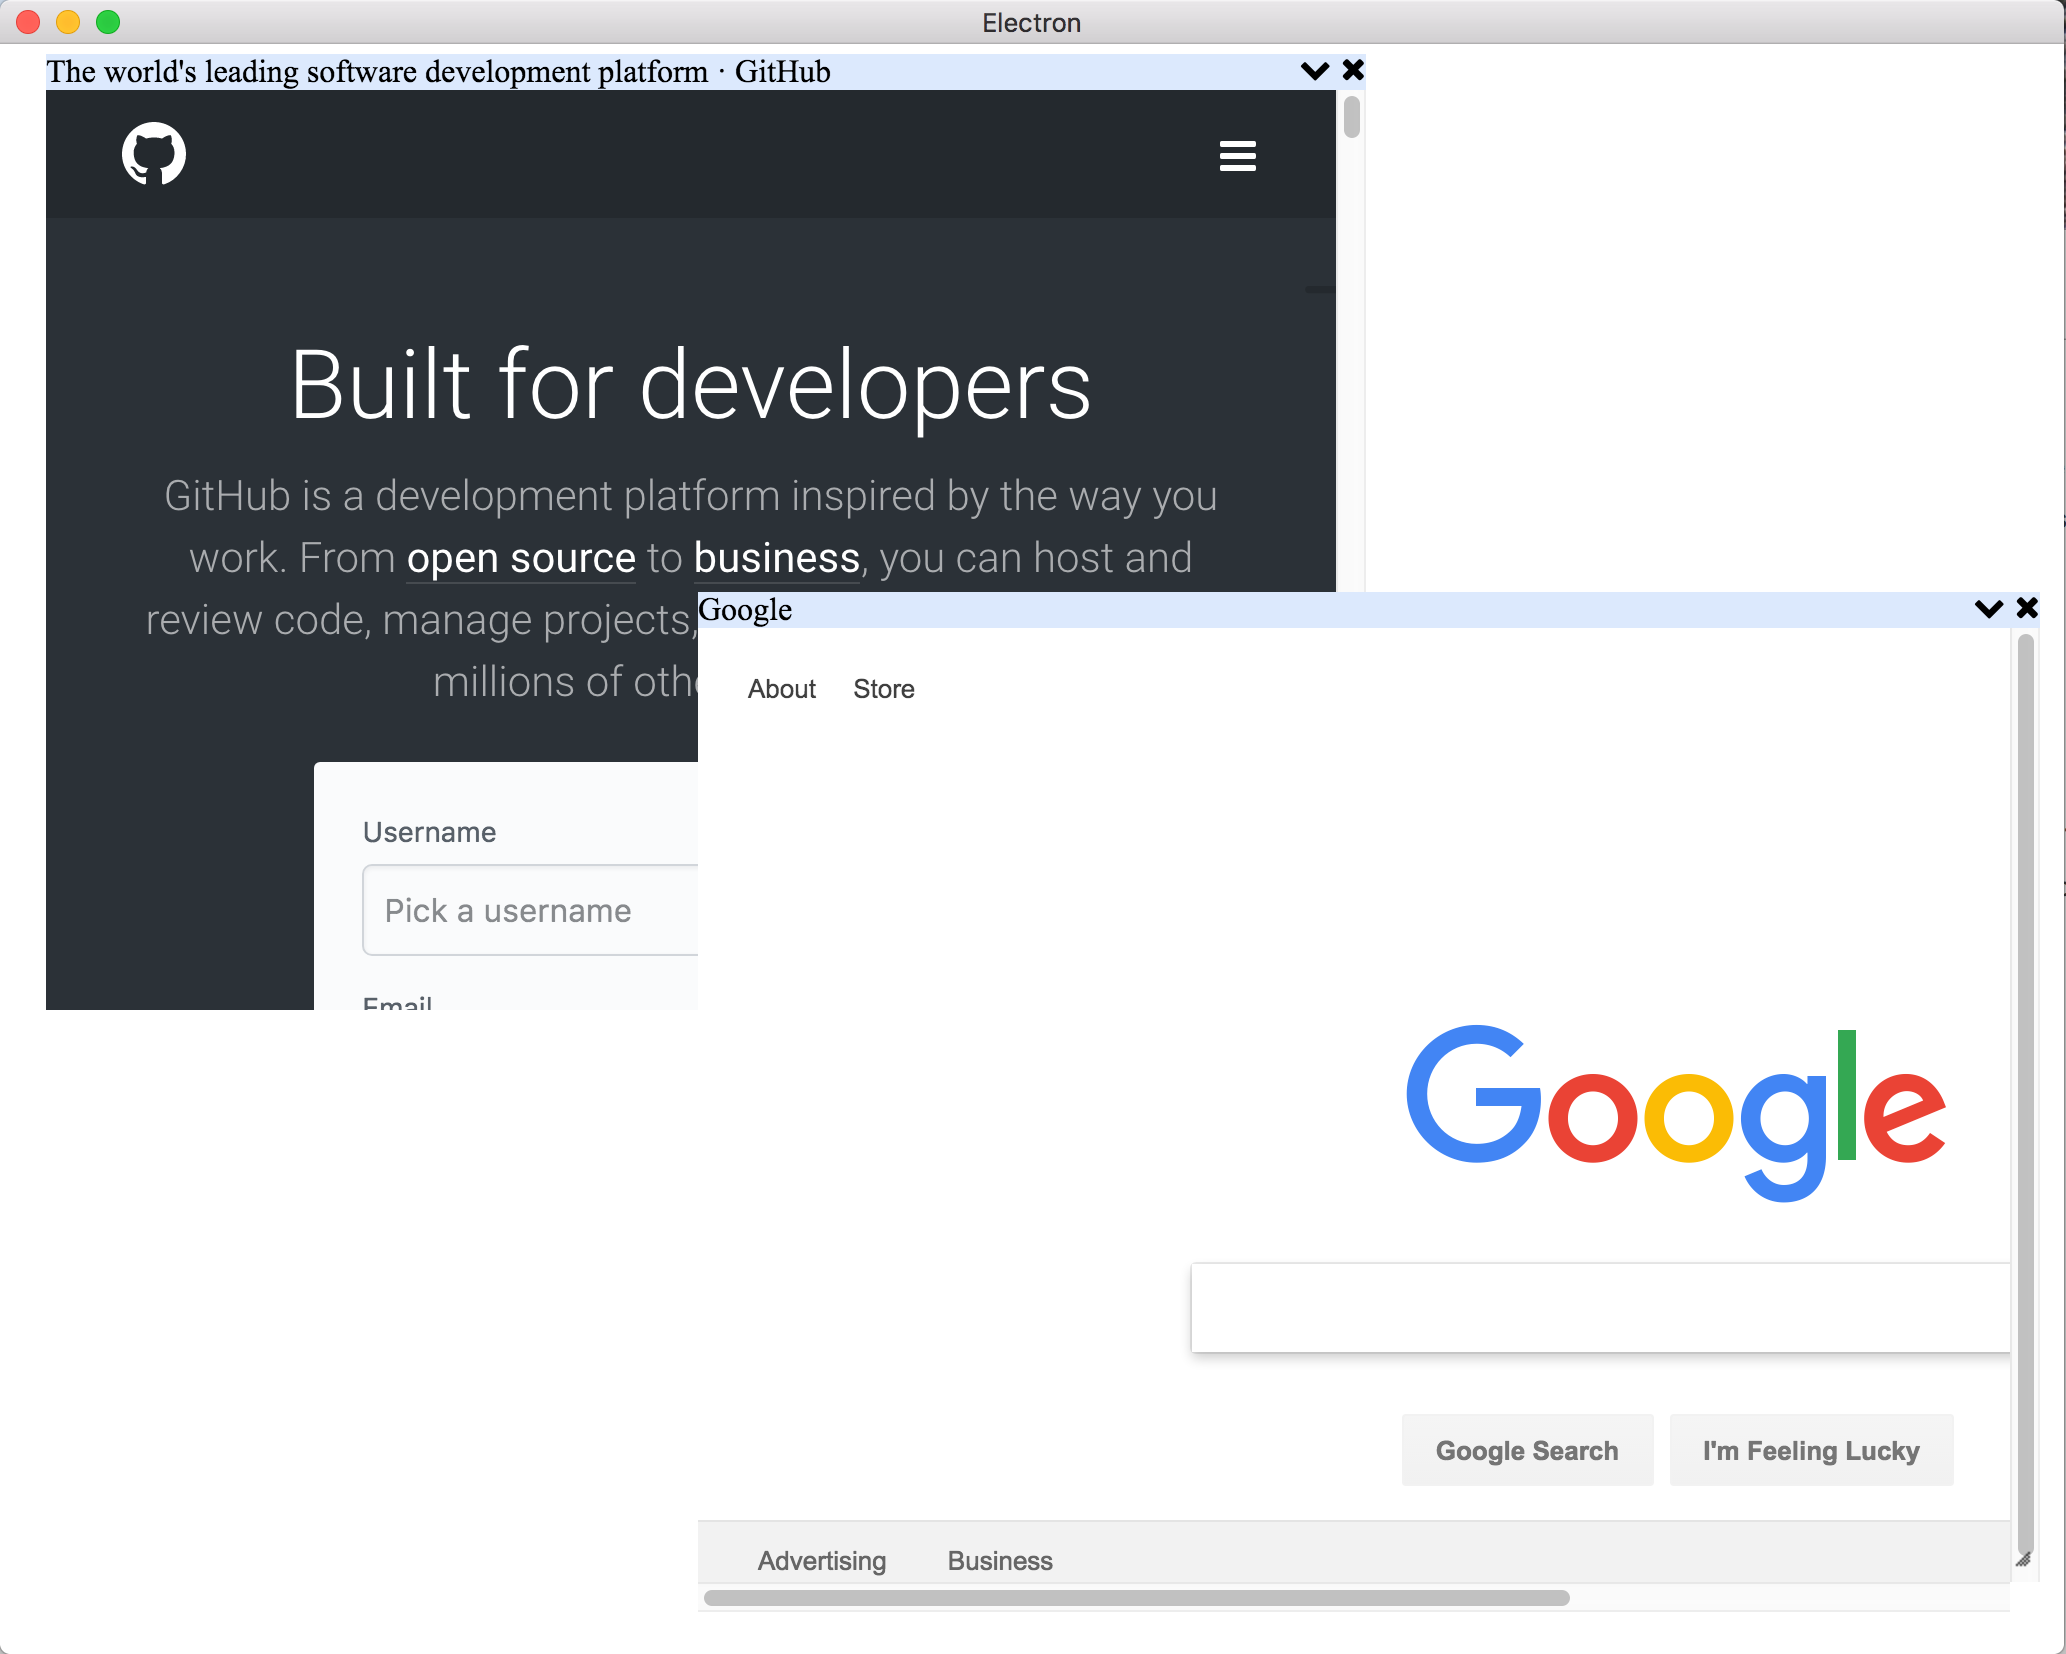 Electron
The world's leading software development platform · GitHub
Built for developers
GitHub is a development platform inspired by the way you
work. From open source to business, you can host and
review code, manage projects,
millions of
Username
Pick a username
Email
Google
About Store
Google
Google Search I'm Feeling Lucky
Advertising Business